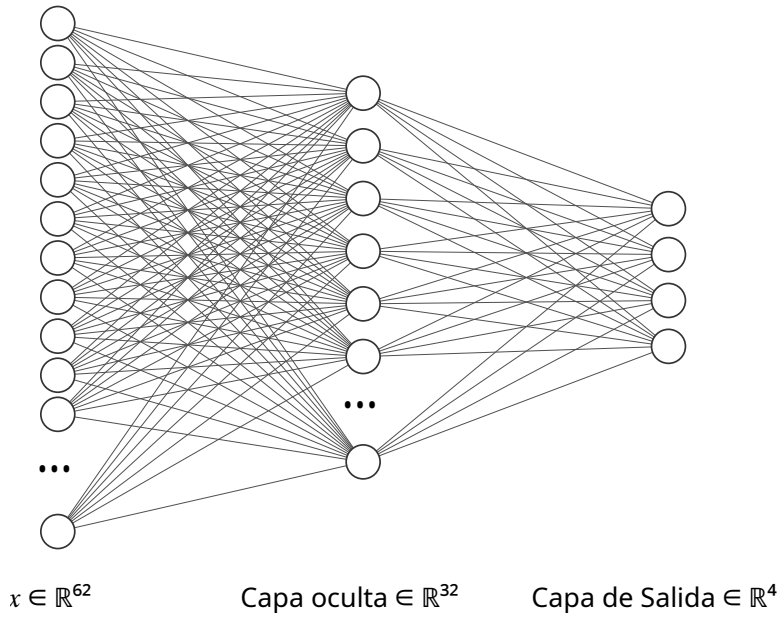 x ∈ ℝ⁶² Capa oculta ∈ ℝ³² Capa de Salida ∈ ℝ⁴